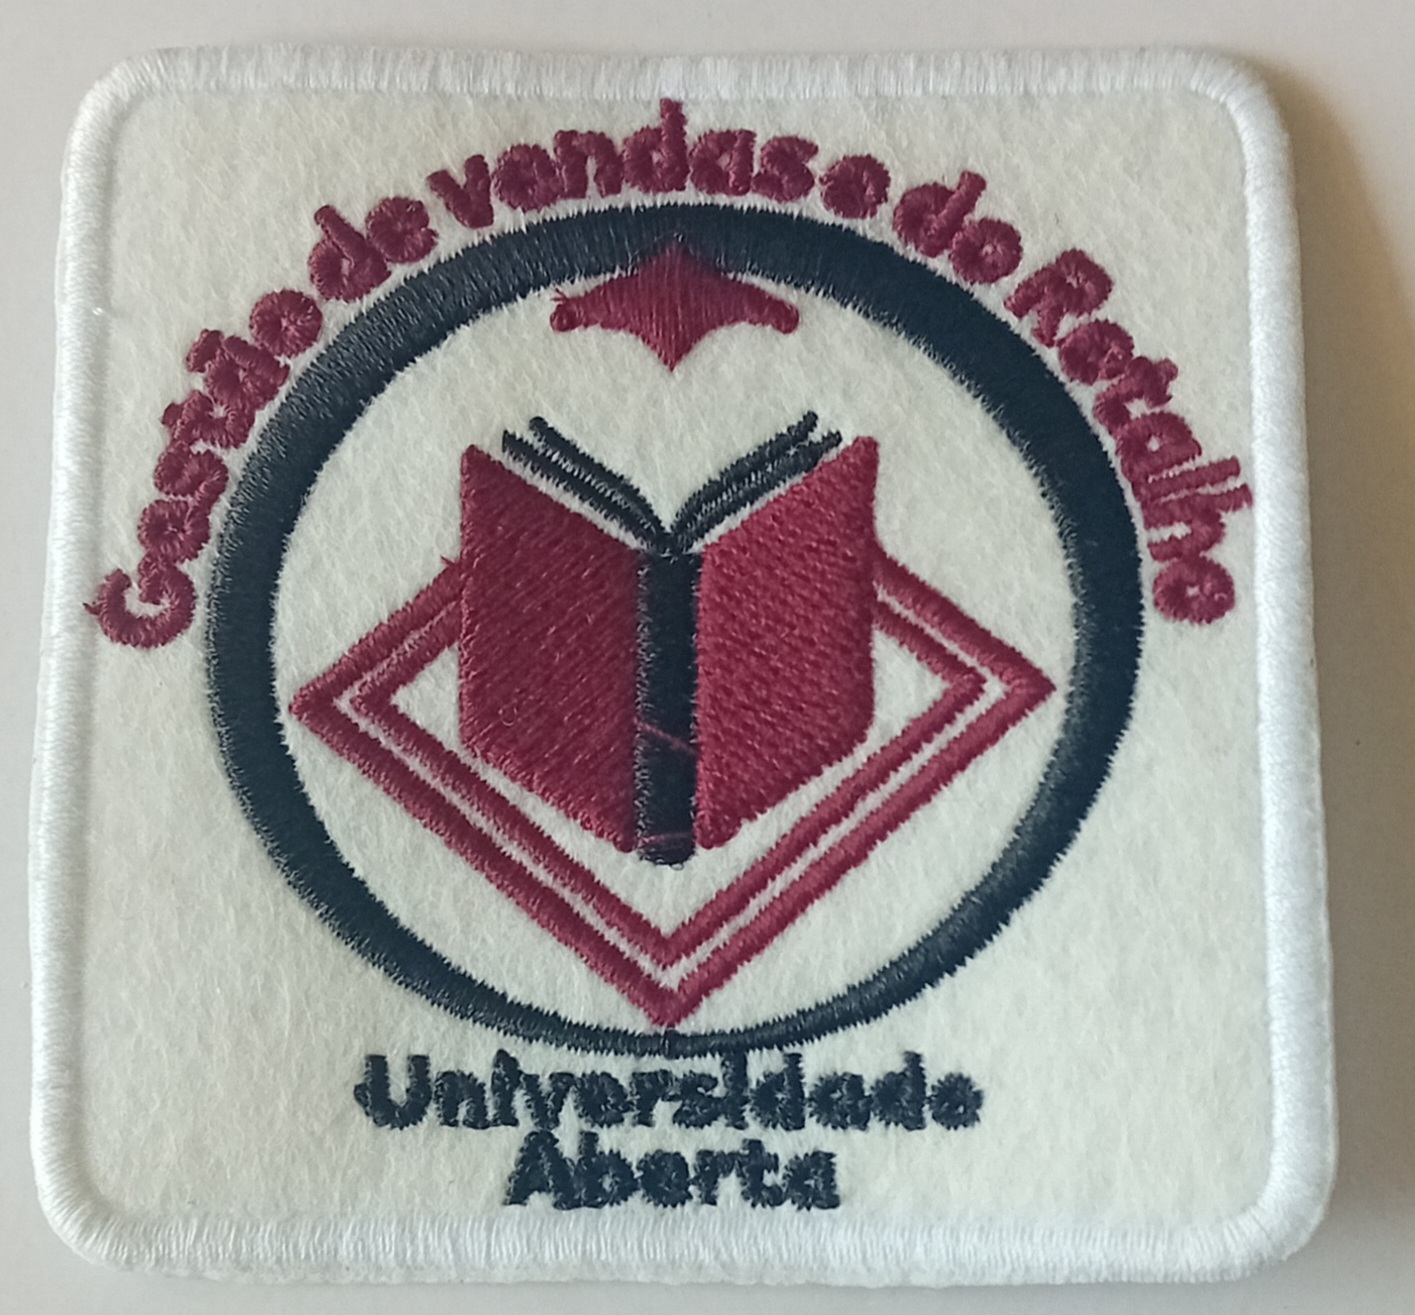 Gestão de vendas e do Retalho
Universidade
Aberta